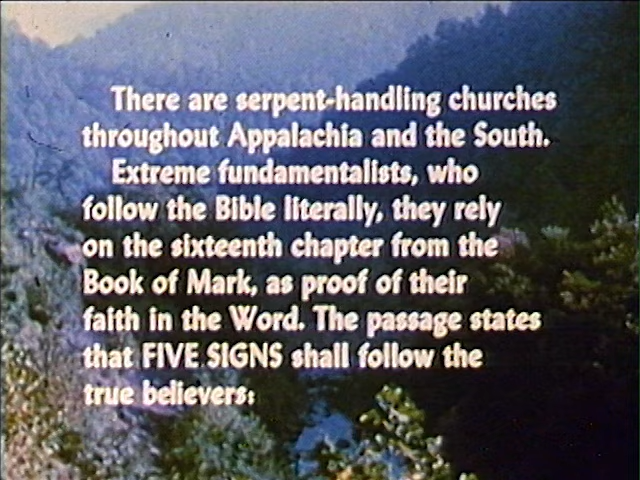 There are serpent-handling churches
throughout Appalachia and the South.
Extreme fundamentalists, who
follow the Bible literally, they rely
on the sixteenth chapter from the
Book of Mark, as proof of their
faith in the Word. The passage states
that FIVE SIGNS shall follow the
true believers: